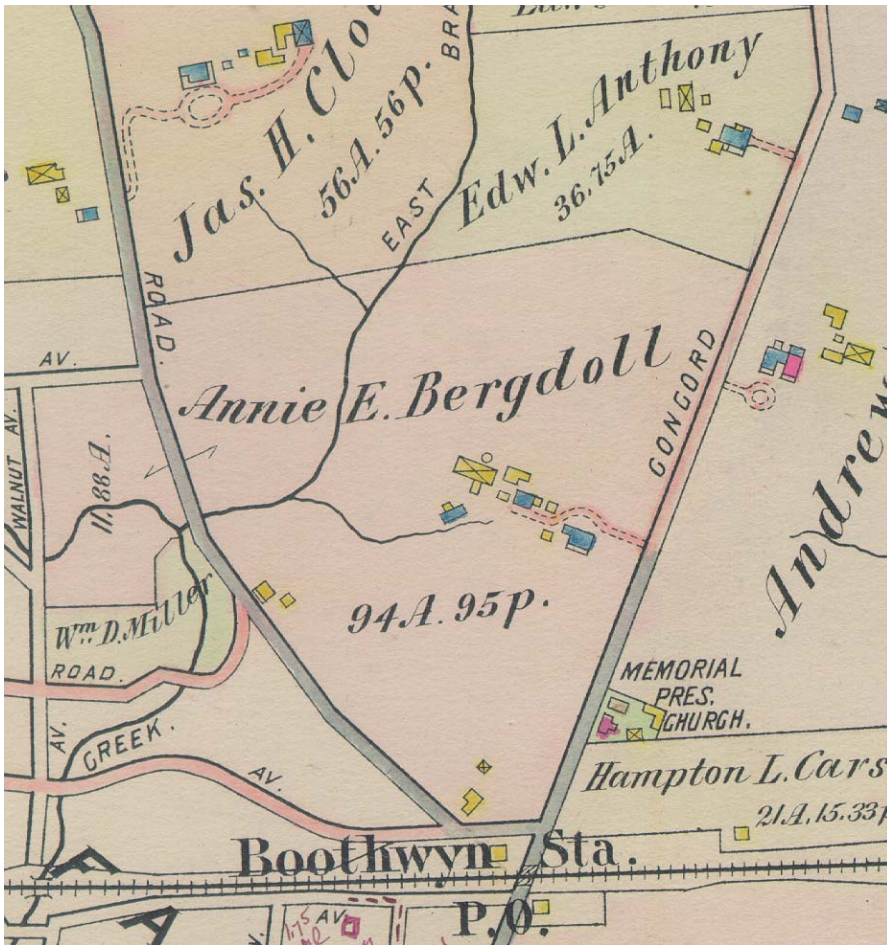 BRA
Jas. H. Clo
56A. 56p.
Edw. L. Anthony
36.75A.
EAST
ROAD.
AV.
WALNUT AV.
11.88A.
Annie E. Bergdoll
CONCORD
94A. 95p.
Andrew
Wm. D. Miller
ROAD.
AV.
CREEK.
AV.
MEMORIAL
PRES.
CHURCH.
Hampton L. Cars
21A. 15.33p
Boothwyn Sta.
P.O.
AV.
AV.